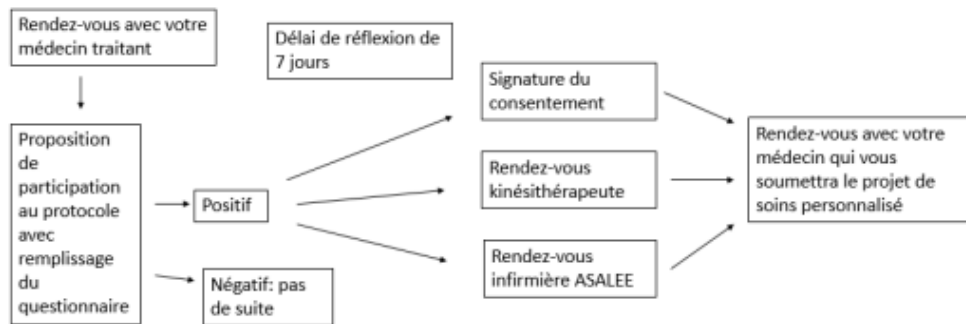 Rendez-vous avec votre
médecin traitant
Délai de réflexion de
7 jours
Proposition
de
participation
au protocole
avec
remplissage
du
questionnaire
Positif
Négatif: pas
de suite
Signature du
consentement
Rendez-vous
kinésithérapeute
Rendez-vous
infirmière ASALEE
Rendez-vous avec votre
médecin qui vous
soumettra le projet de
soins personnalisé